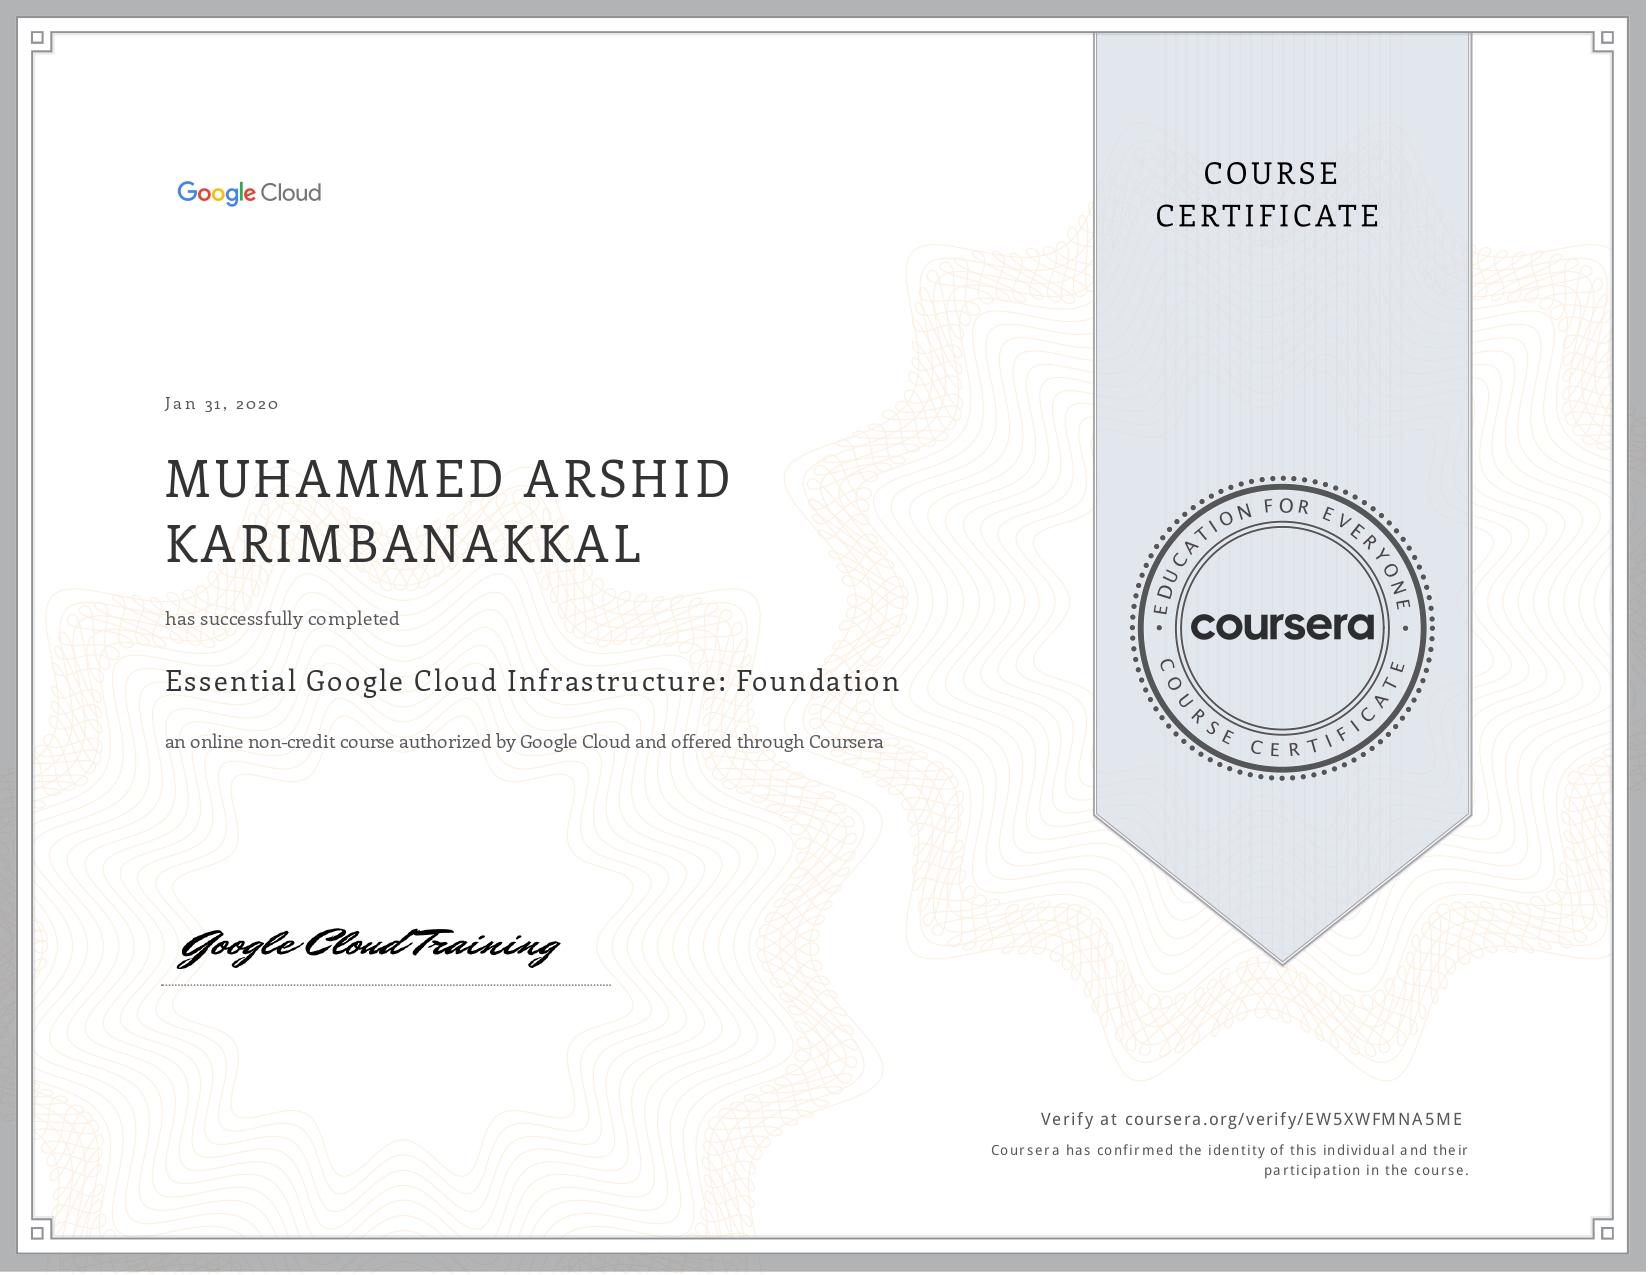 Google Cloud
COURSE
CERTIFICATE
Jan 31, 2020
MUHAMMED ARSHID
KARIMBANAKKAL
has successfully completed
Essential Google Cloud Infrastructure: Foundation
an online non-credit course authorized by Google Cloud and offered through Coursera
EDUCATION FOR EVERYONE
coursera
COURSE CERTIFICATE
Google Cloud Training
Verify at coursera.org/verify/EW5XWFMNA5ME
Coursera has confirmed the identity of this individual and their
participation in the course.